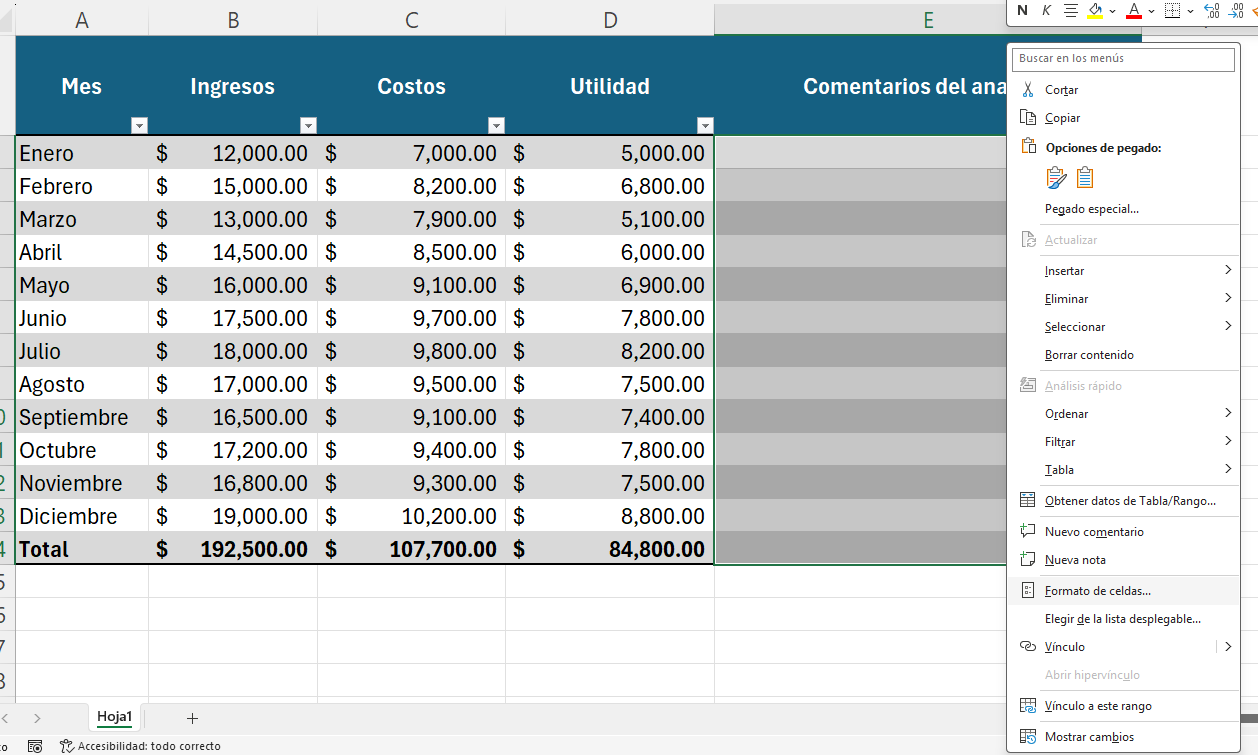 N K A
A B C D E
Mes Ingresos Costos Utilidad Comentarios del ana
Enero $ 12,000.00 $ 7,000.00 $ 5,000.00
Febrero $ 15,000.00 $ 8,200.00 $ 6,800.00
Marzo $ 13,000.00 $ 7,900.00 $ 5,100.00
Abril $ 14,500.00 $ 8,500.00 $ 6,000.00
Mayo $ 16,000.00 $ 9,100.00 $ 6,900.00
Junio $ 17,500.00 $ 9,700.00 $ 7,800.00
Julio $ 18,000.00 $ 9,800.00 $ 8,200.00
Agosto $ 17,000.00 $ 9,500.00 $ 7,500.00
Septiembre $ 16,500.00 $ 9,100.00 $ 7,400.00
Octubre $ 17,200.00 $ 9,400.00 $ 7,800.00
Noviembre $ 16,800.00 $ 9,300.00 $ 7,500.00
Diciembre $ 19,000.00 $ 10,200.00 $ 8,800.00
Total $ 192,500.00 $ 107,700.00 $ 84,800.00
Buscar en los menús
Cortar
Copiar
Opciones de pegado:
Pegado especial...
Actualizar
Insertar
Eliminar
Seleccionar
Borrar contenido
Análisis rápido
Ordenar
Filtrar
Tabla
Obtener datos de Tabla/Rango...
Nuevo comentario
Nueva nota
Formato de celdas...
Elegir de la lista desplegable...
Vínculo
Abrir hipervínculo
Vínculo a este rango
Mostrar cambios
Hoja1
Accesibilidad: todo correcto